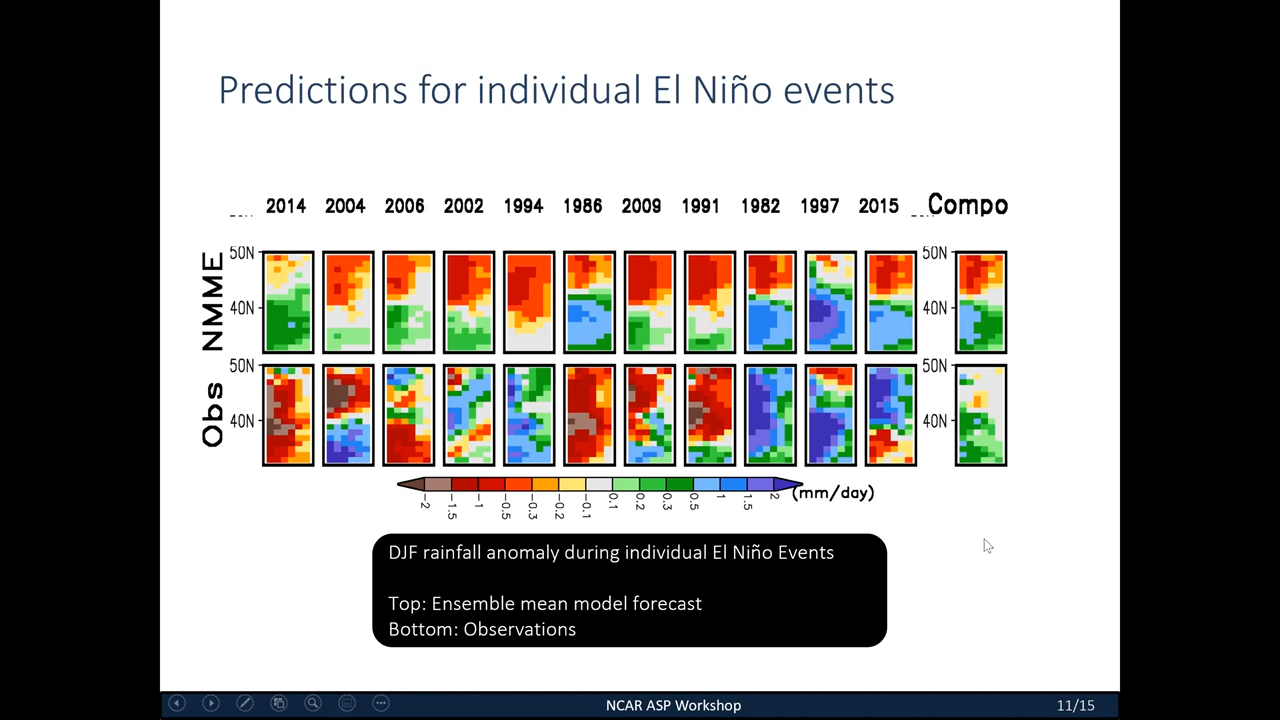 Predictions for individual El Niño events
2014 2004 2006 2002 1994 1986 2009 1991 1982 1997 2015 Compo
NMME
50N
40N
50N
40N
Obs
50N
40N
50N
40N
-2 -1.5 -1 -0.5 -0.3 -0.2 -0.1 0.1 0.2 0.3 0.5 1 1.5 2 (mm/day)
DJF rainfall anomaly during individual El Niño Events
Top: Ensemble mean model forecast
Bottom: Observations
NCAR ASP Workshop
11/15